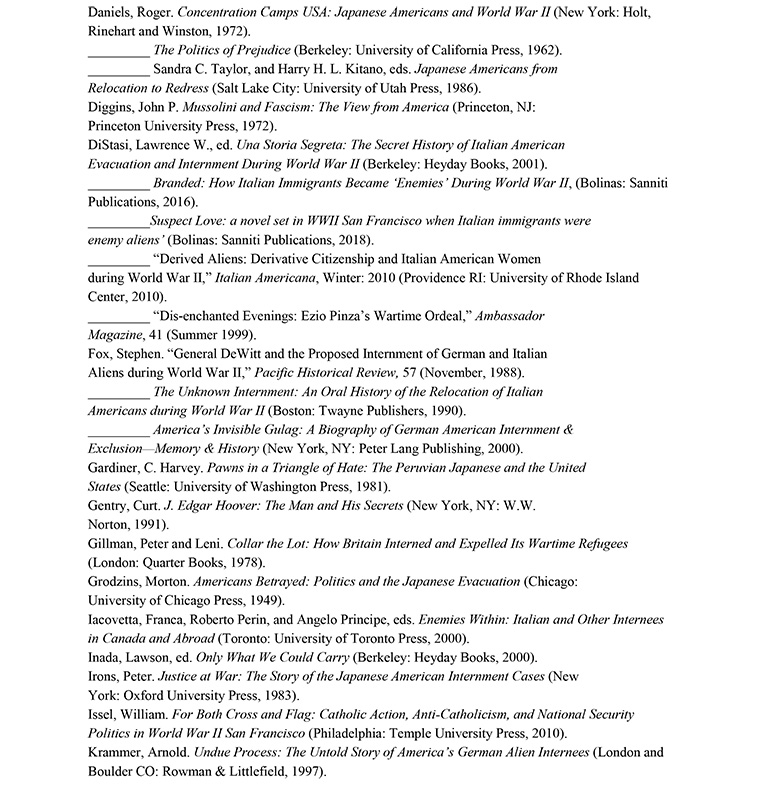 Daniels, Roger. Concentration Camps USA: Japanese Americans and World War II (New York: Holt,
Rinehart and Winston, 1972).
_________ The Politics of Prejudice (Berkeley: University of California Press, 1962).
_________ Sandra C. Taylor, and Harry H. L. Kitano, eds. Japanese Americans from
Relocation to Redress (Salt Lake City: University of Utah Press, 1986).
Diggins, John P. Mussolini and Fascism: The View from America (Princeton, NJ:
Princeton University Press, 1972).
DiStasi, Lawrence W., ed. Una Storia Segreta: The Secret History of Italian American
Evacuation and Internment During World War II (Berkeley: Heyday Books, 2001).
_________ Branded: How Italian Immigrants Became ‘Enemies’ During World War II, (Bolinas: Sanniti
Publications, 2016).
_________Suspect Love: a novel set in WWII San Francisco when Italian immigrants were
enemy aliens’ (Bolinas: Sanniti Publications, 2018).
_________ “Derived Aliens: Derivative Citizenship and Italian American Women
during World War II,” Italian Americana, Winter: 2010 (Providence RI: University of Rhode Island
Center, 2010).
_________ “Dis-enchanted Evenings: Ezio Pinza’s Wartime Ordeal,” Ambassador
Magazine, 41 (Summer 1999).
Fox, Stephen. “General DeWitt and the Proposed Internment of German and Italian
Aliens during World War II,” Pacific Historical Review, 57 (November, 1988).
_________ The Unknown Internment: An Oral History of the Relocation of Italian
Americans during World War II (Boston: Twayne Publishers, 1990).
_________ America’s Invisible Gulag: A Biography of German American Internment &
Exclusion—Memory & History (New York, NY: Peter Lang Publishing, 2000).
Gardiner, C. Harvey. Pawns in a Triangle of Hate: The Peruvian Japanese and the United
States (Seattle: University of Washington Press, 1981).
Gentry, Curt. J. Edgar Hoover: The Man and His Secrets (New York, NY: W.W.
Norton, 1991).
Gillman, Peter and Leni. Collar the Lot: How Britain Interned and Expelled Its Wartime Refugees
(London: Quarter Books, 1978).
Grodzins, Morton. Americans Betrayed: Politics and the Japanese Evacuation (Chicago:
University of Chicago Press, 1949).
Iacovetta, Franca, Roberto Perin, and Angelo Principe, eds. Enemies Within: Italian and Other Internees
in Canada and Abroad (Toronto: University of Toronto Press, 2000).
Inada, Lawson, ed. Only What We Could Carry (Berkeley: Heyday Books, 2000).
Irons, Peter. Justice at War: The Story of the Japanese American Internment Cases (New
York: Oxford University Press, 1983).
Issel, William. For Both Cross and Flag: Catholic Action, Anti-Catholicism, and National Security
Politics in World War II San Francisco (Philadelphia: Temple University Press, 2010).
Krammer, Arnold. Undue Process: The Untold Story of America’s German Alien Internees (London and
Boulder CO: Rowman & Littlefield, 1997).